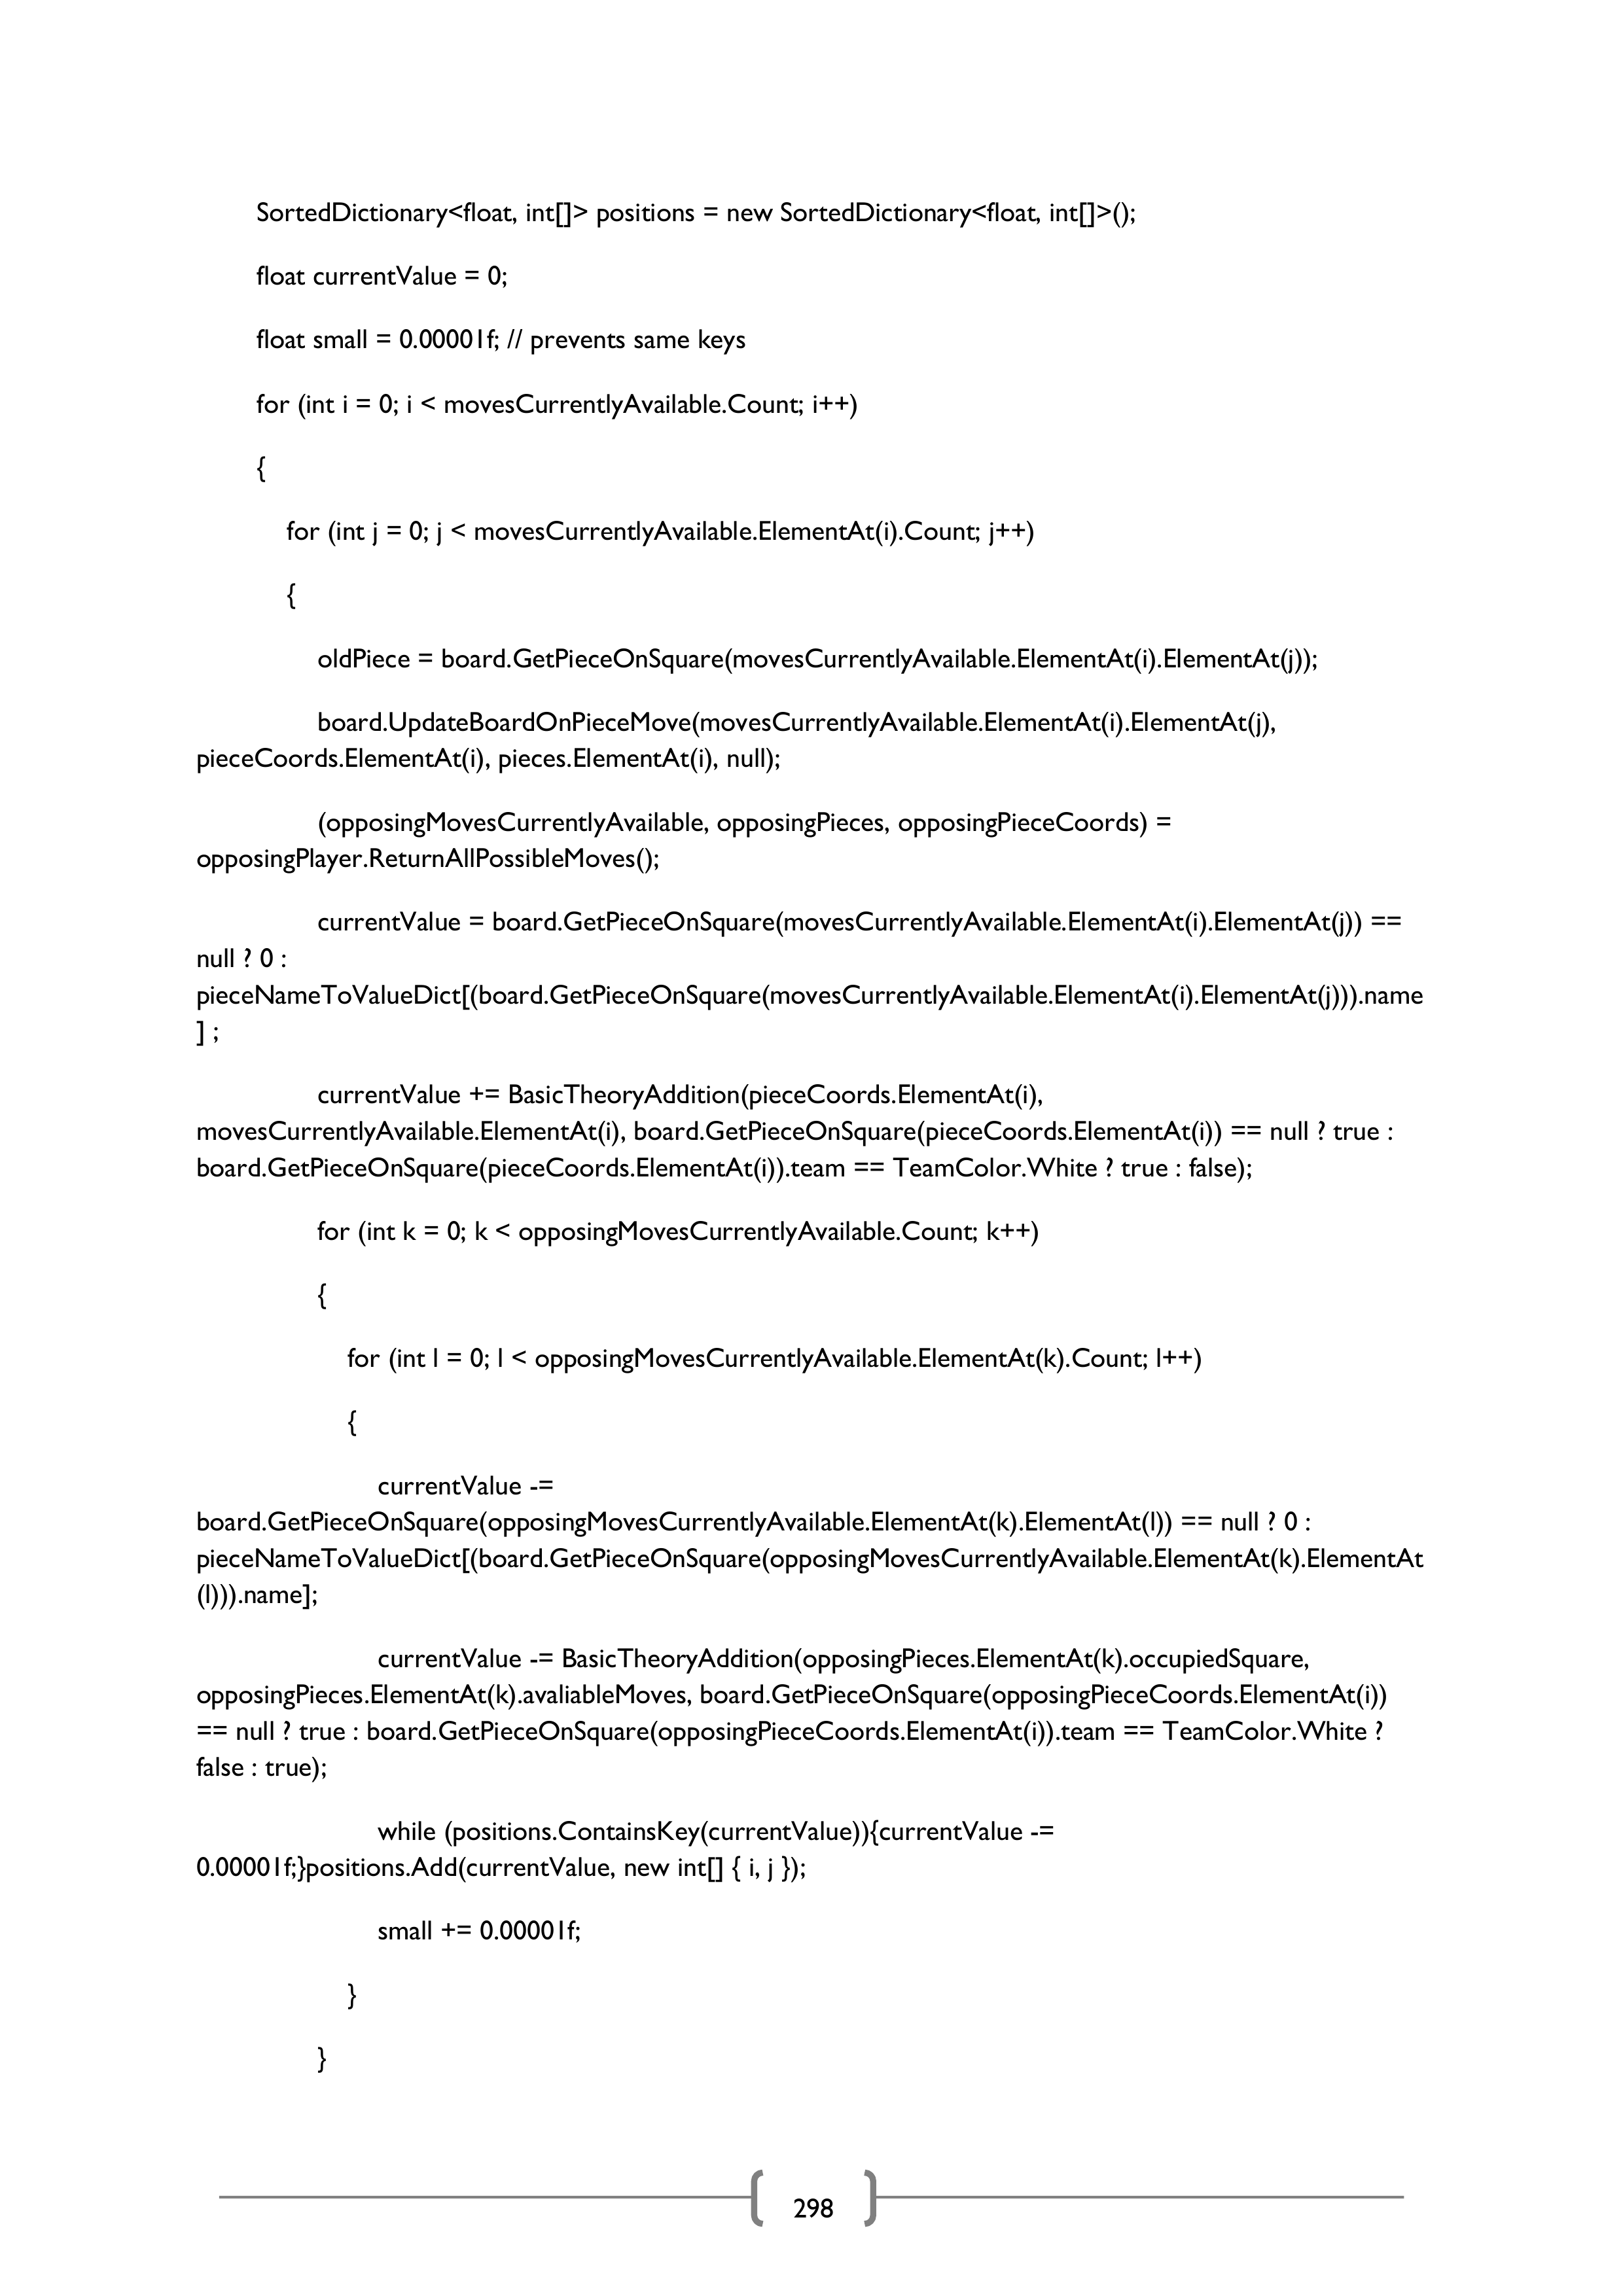 SortedDictionary<float, int[]> positions = new SortedDictionary<float, int[]>();
float currentValue = 0;
float small = 0.00001f; // prevents same keys
for (int i = 0; i < movesCurrentlyAvailable.Count; i++)
{
for (int j = 0; j < movesCurrentlyAvailable.ElementAt(i).Count; j++)
{
oldPiece = board.GetPieceOnSquare(movesCurrentlyAvailable.ElementAt(i).ElementAt(j));
board.UpdateBoardOnPieceMove(movesCurrentlyAvailable.ElementAt(i).ElementAt(j),
pieceCoords.ElementAt(i), pieces.ElementAt(i), null);
(opposingMovesCurrentlyAvailable, opposingPieces, opposingPieceCoords) =
opposingPlayer.ReturnAllPossibleMoves();
currentValue = board.GetPieceOnSquare(movesCurrentlyAvailable.ElementAt(i).ElementAt(j)) ==
null ? 0 :
pieceNameToValueDict[(board.GetPieceOnSquare(movesCurrentlyAvailable.ElementAt(i).ElementAt(j))).name
] ;
currentValue += BasicTheoryAddition(pieceCoords.ElementAt(i),
movesCurrentlyAvailable.ElementAt(i), board.GetPieceOnSquare(pieceCoords.ElementAt(i)) == null ? true :
board.GetPieceOnSquare(pieceCoords.ElementAt(i)).team == TeamColor.White ? true : false);
for (int k = 0; k < opposingMovesCurrentlyAvailable.Count; k++)
{
for (int l = 0; l < opposingMovesCurrentlyAvailable.ElementAt(k).Count; l++)
{
currentValue -=
board.GetPieceOnSquare(opposingMovesCurrentlyAvailable.ElementAt(k).ElementAt(l)) == null ? 0 :
pieceNameToValueDict[(board.GetPieceOnSquare(opposingMovesCurrentlyAvailable.ElementAt(k).ElementAt
(l))).name];
currentValue -= BasicTheoryAddition(opposingPieces.ElementAt(k).occupiedSquare,
opposingPieces.ElementAt(k).avaliableMoves, board.GetPieceOnSquare(opposingPieceCoords.ElementAt(i))
== null ? true : board.GetPieceOnSquare(opposingPieceCoords.ElementAt(i)).team == TeamColor.White ?
false : true);
while (positions.ContainsKey(currentValue)){currentValue -=
0.00001f;}positions.Add(currentValue, new int[] { i, j });
small += 0.00001f;
}
}
298